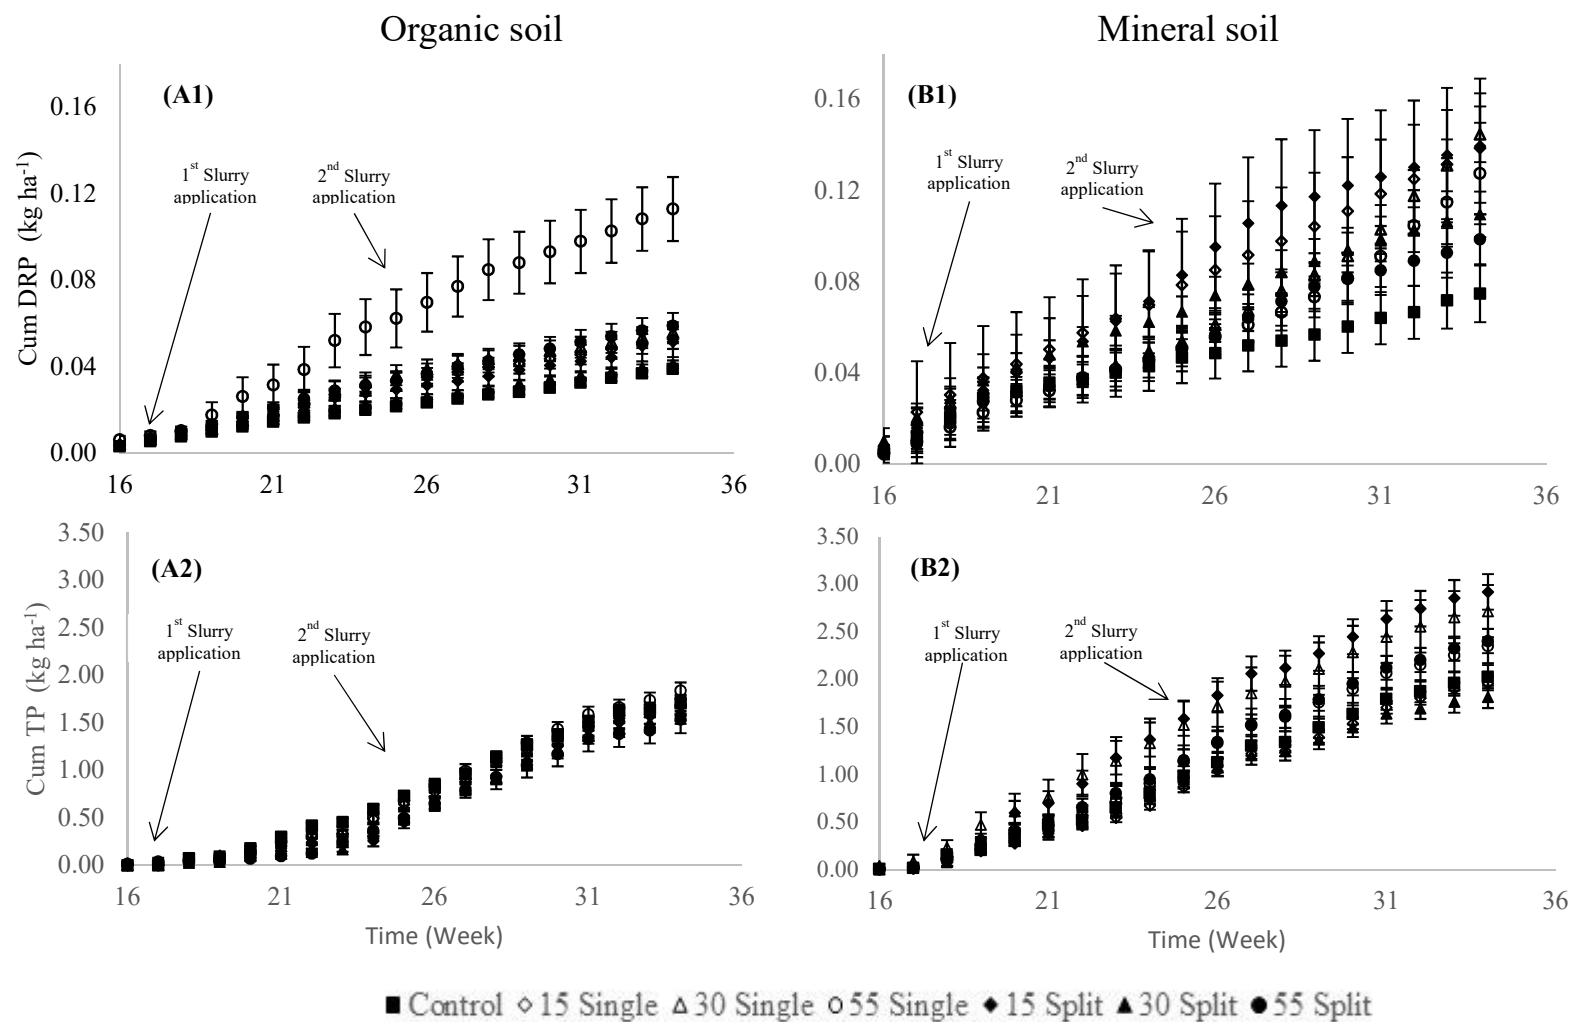 Organic soil
Mineral soil
(A1)
0.16
0.12
0.08
0.04
0.00
Cum DRP (kg ha-1)
1st Slurry
application
2nd Slurry
application
16 21 26 31 36
(B1)
0.16
0.12
0.08
0.04
0.00
1st Slurry
application
2nd Slurry
application
16 21 26 31 36
(A2)
3.50
3.00
2.50
2.00
1.50
1.00
0.50
0.00
Cum TP (kg ha-1)
1st Slurry
application
2nd Slurry
application
16 21 26 31 36
Time (Week)
(B2)
3.50
3.00
2.50
2.00
1.50
1.00
0.50
0.00
1st Slurry
application
2nd Slurry
application
16 21 26 31 36
Time (Week)
Control 15 Single 30 Single 55 Single 15 Split 30 Split 55 Split